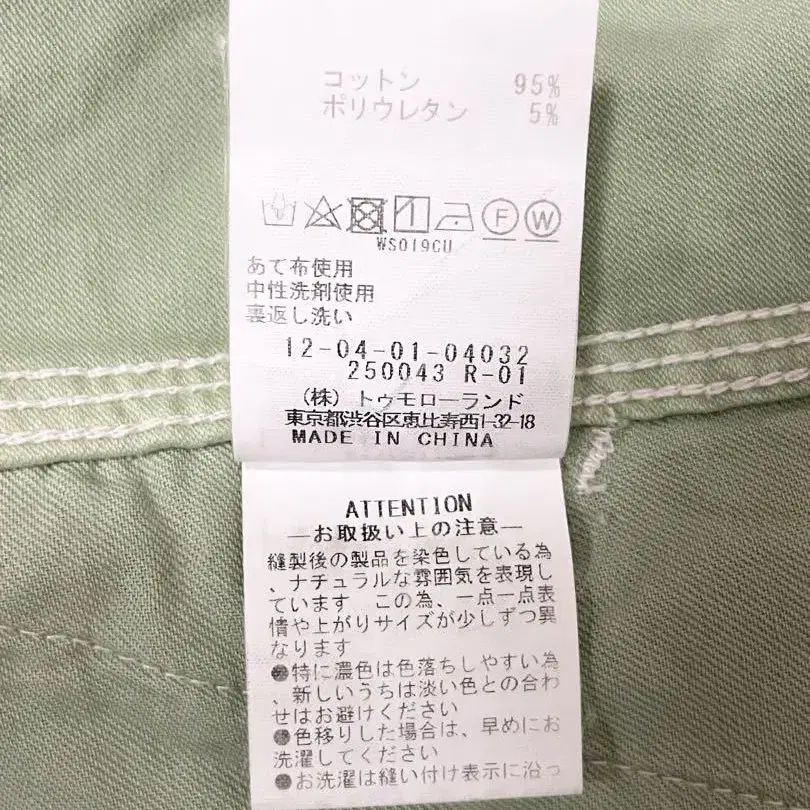 コットン 95%
ポリウレタン 5%
F W
WS019CU
あて布使用
中性洗剤使用
裏返し洗い
12-04-01-04032
250043 R-01
(株) トゥモローランド
東京都渋谷区恵比寿西1-32-18
MADE IN CHINA
ATTENTION
―お取扱い上の注意―
縫製後の製品を染色している為
、ナチュラルな雰囲気を表現し
ています この為、一点一点表
情や上がりサイズが少しずつ異
なります
●特に濃色は色落ちしやすい為
、新しいうちは淡い色との合わ
せはお避けください
●色移りした場合は、早めにお
洗濯してください
●お洗濯は縫い付け表示に沿っ